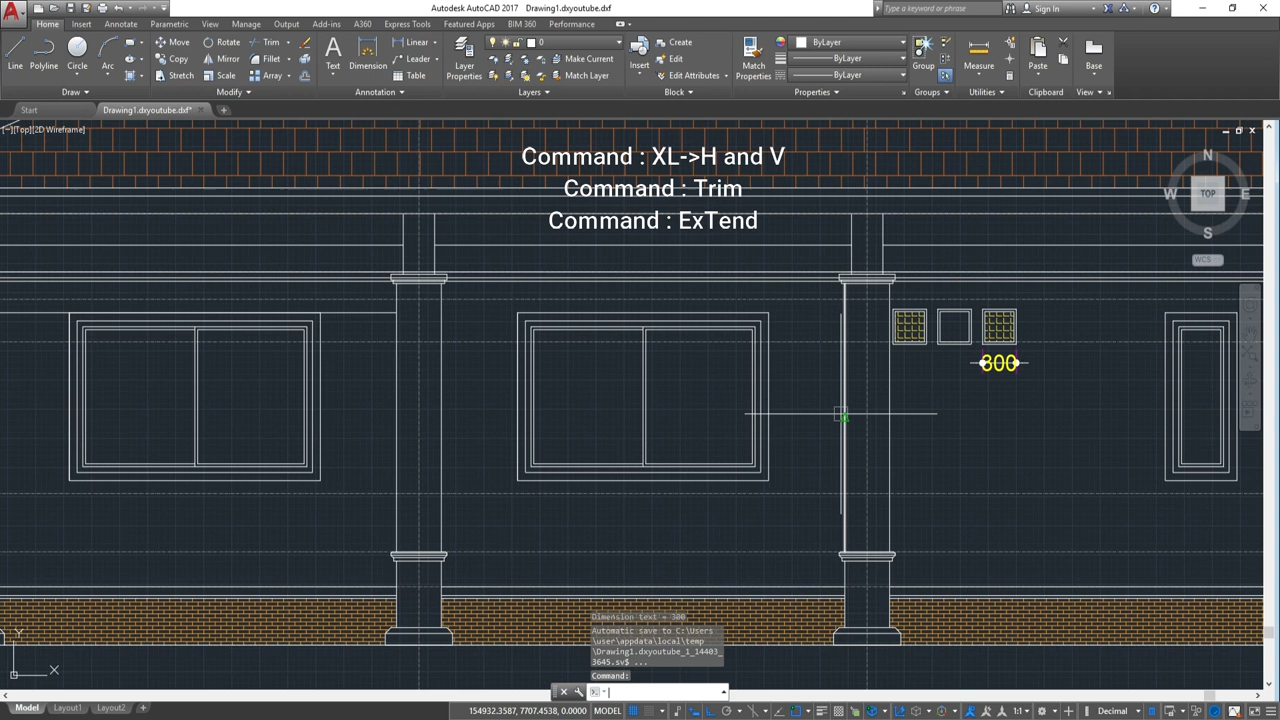 Autodesk AutoCAD 2017 Drawing1.dxyoutube.dxf
Type a keyword or phrase
Sign In
Home Insert Annotate Parametric View Manage Output Add-ins A360 Express Tools Featured Apps BIM 360 Performance
Line Polyline Circle Arc
Move Rotate Trim
Copy Mirror Fillet
Stretch Scale Array
Text Dimension
Linear
Leader
Table
Layer Properties
0
Make Current
Match Layer
Insert
Create
Edit
Edit Attributes
Match Properties
ByLayer
ByLayer
ByLayer
Group
Measure
Paste
Base
Draw Modify Annotation Layers Block Properties Groups Utilities Clipboard View
Start Drawing1.dxyoutube.dxf*
[−][Top][2D Wireframe]
Command : XL->H and V
Command : Trim
Command : ExTend
N
W TOP E
S
WCS
300
Dimension text = 300
Automatic save to C:\Users
\user\appdata\local\temp
\Drawing1.dxyoutube_1_14403_
3645.sv$ ...
Command:
Y
X
Model Layout1 Layout2
154932.3587, 7707.4538, 0.0000 MODEL 1:1 Decimal